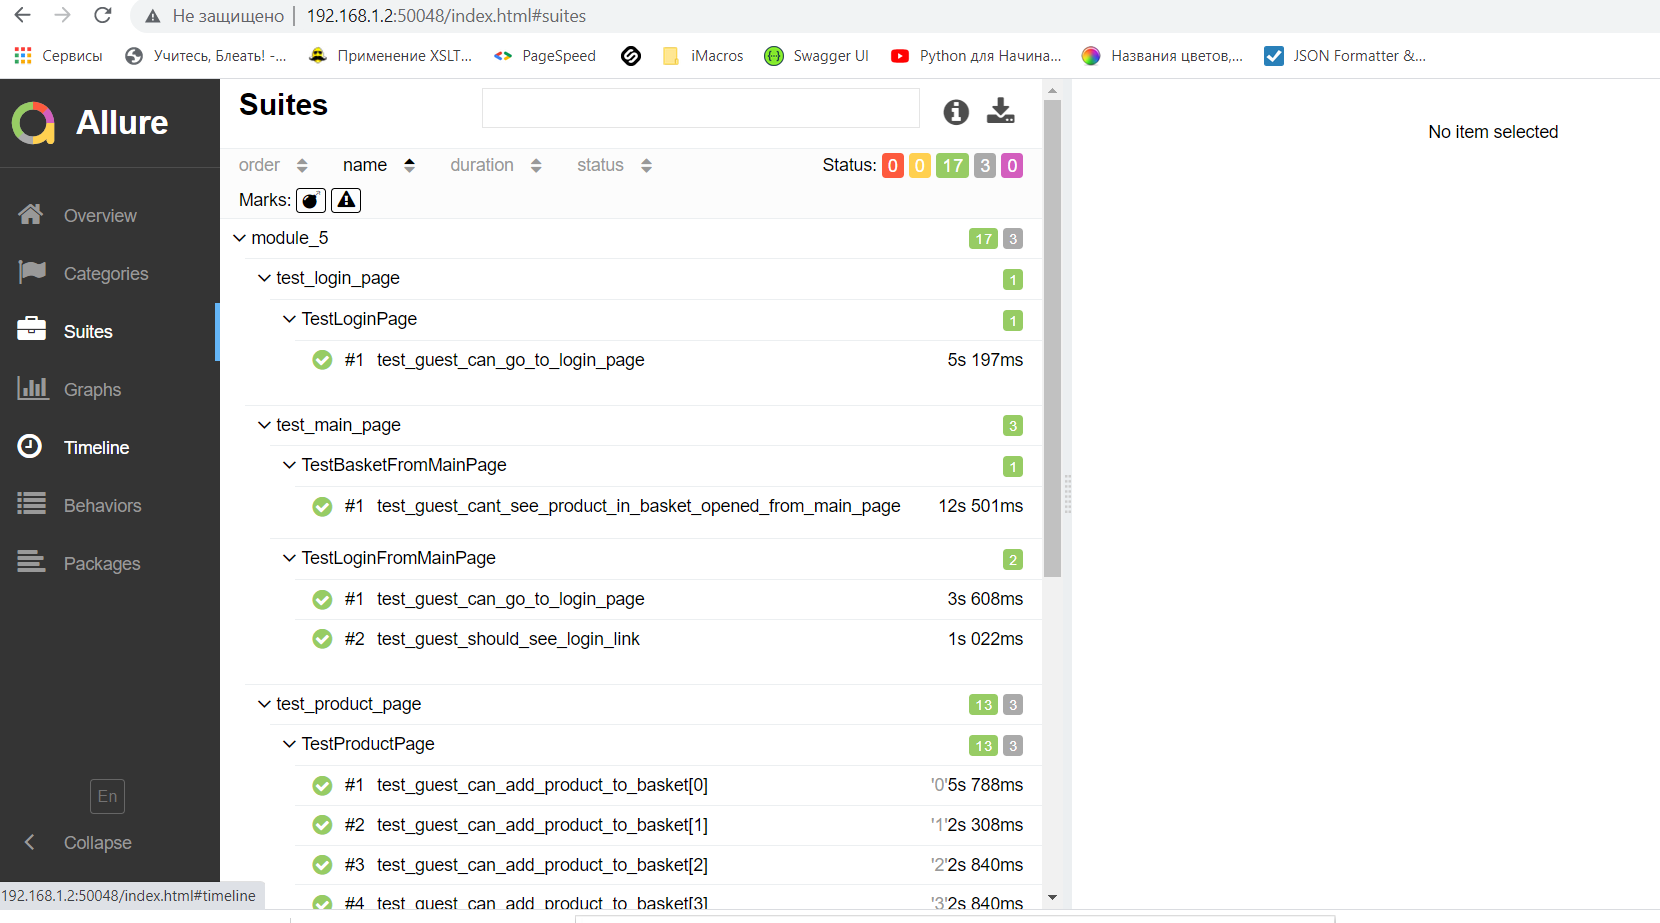 Не защищено | 192.168.1.2:50048/index.html#suites
Сервисы Учитесь, Блеать! -... Применение XSLT... PageSpeed iMacros Swagger UI Python для Начина... Названия цветов,... JSON Formatter &...
Allure
Overview
Categories
Suites
Graphs
Timeline
Behaviors
Packages
En
Collapse
192.168.1.2:50048/index.html#timeline
Suites
order name duration status Status: 0 0 17 3 0
Marks:
module_5 17 3
test_login_page 1
TestLoginPage 1
#1 test_guest_can_go_to_login_page 5s 197ms
test_main_page 3
TestBasketFromMainPage 1
#1 test_guest_cant_see_product_in_basket_opened_from_main_page 12s 501ms
TestLoginFromMainPage 2
#1 test_guest_can_go_to_login_page 3s 608ms
#2 test_guest_should_see_login_link 1s 022ms
test_product_page 13 3
TestProductPage 13 3
#1 test_guest_can_add_product_to_basket[0] '0' 5s 788ms
#2 test_guest_can_add_product_to_basket[1] '1' 2s 308ms
#3 test_guest_can_add_product_to_basket[2] '2' 2s 840ms
#4 test_guest_can_add_product_to_basket[3] '3' 2s 840ms
No item selected